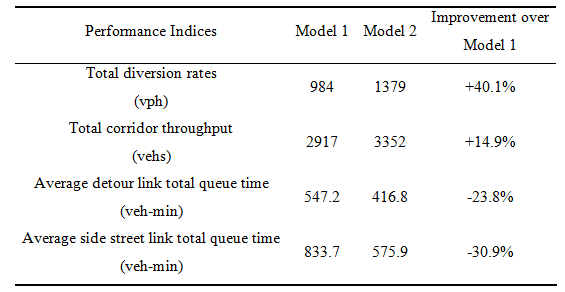 Performance Indices Model 1 Model 2 Improvement over Model 1
Total diversion rates (vph) 984 1379 +40.1%
Total corridor throughput (vehs) 2917 3352 +14.9%
Average detour link total queue time (veh-min) 547.2 416.8 -23.8%
Average side street link total queue time (veh-min) 833.7 575.9 -30.9%